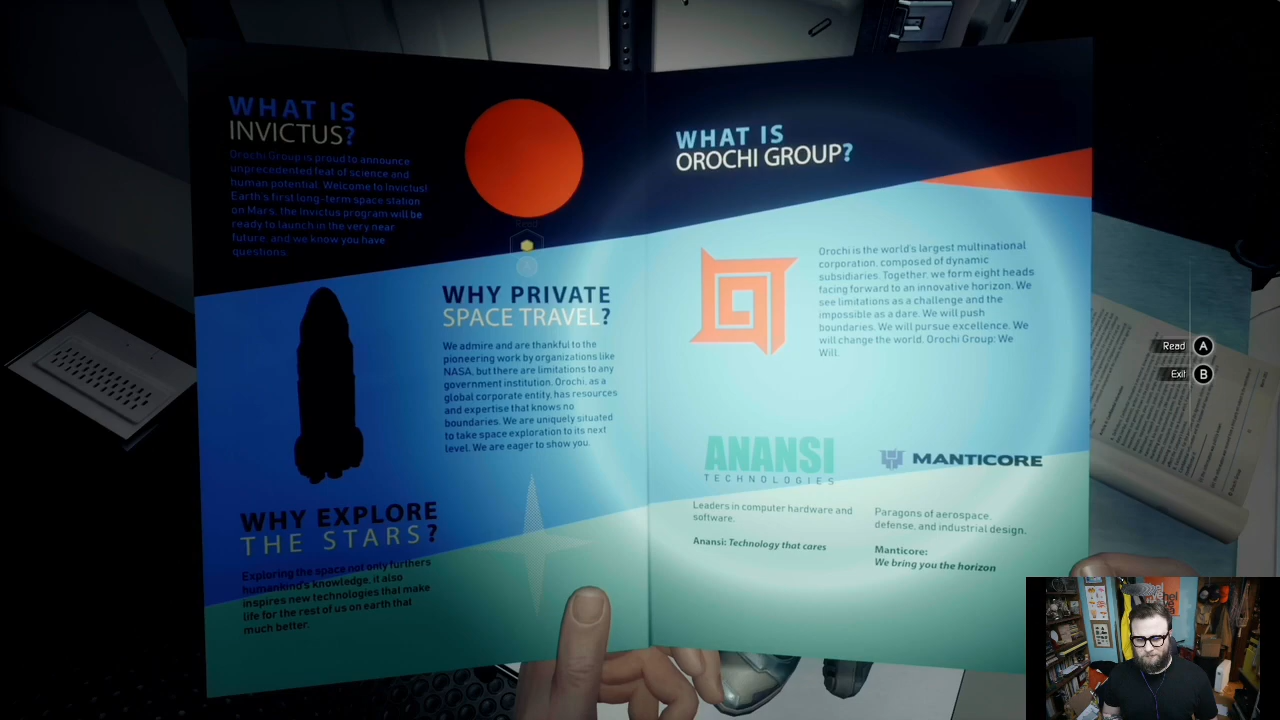 WHAT IS
INVICTUS?
Orochi Group is proud to announce
unprecedented feat of science and
human potential. Welcome to Invictus!
Earth's first long-term space station
on Mars, the Invictus program will be
ready to launch in the very near
future, and we know you have
questions.
WHY PRIVATE
SPACE TRAVEL?
We admire and are thankful to the
pioneering work by organizations like
NASA, but there are limitations to any
government institution. Orochi, as a
global corporate entity, has resources
and expertise that knows no
boundaries. We are uniquely situated
to take space exploration to its next
level. We are eager to show you.
WHY EXPLORE
THE STARS?
Exploring the space not only furthers
humankind's knowledge, it also
inspires new technologies that make
life for the rest of us on earth that
much better.
WHAT IS
OROCHI GROUP?
Orochi is the world's largest multinational
corporation, composed of dynamic
subsidiaries. Together, we form eight heads
facing forward to an innovative horizon. We
see limitations as a challenge and the
impossible as a dare. We will push
boundaries. We will pursue excellence. We
will change the world. Orochi Group: We
Will.
ANANSI
TECHNOLOGIES
Leaders in computer hardware and
software.
Anansi: Technology that cares
MANTICORE
Paragons of aerospace,
defense, and industrial design.
Manticore:
We bring you the horizon
Read A
Exit B